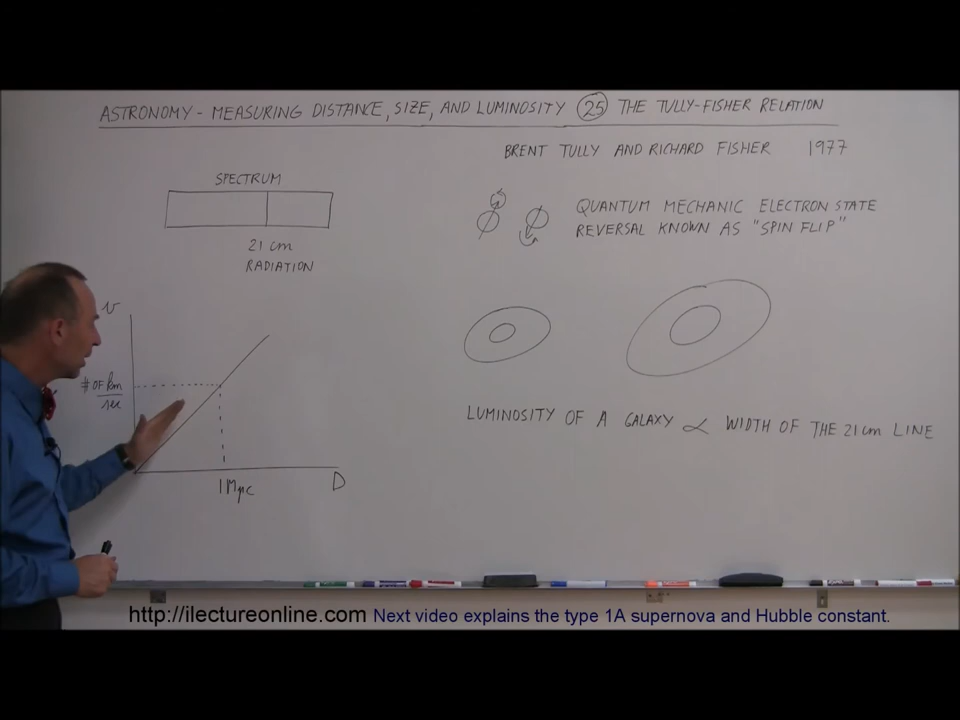 ASTRONOMY - MEASURING DISTANCE, SIZE, AND LUMINOSITY 25 THE TULLY-FISHER RELATION
BRENT TULLY AND RICHARD FISHER 1977
SPECTRUM
21 cm
RADIATION
QUANTUM MECHANIC ELECTRON STATE
REVERSAL KNOWN AS "SPIN FLIP"
v
# OF km
sec
1 Mpc
D
LUMINOSITY OF A GALAXY ∝ WIDTH OF THE 21 cm LINE
http://ilectureonline.com Next video explains the type 1A supernova and Hubble constant.